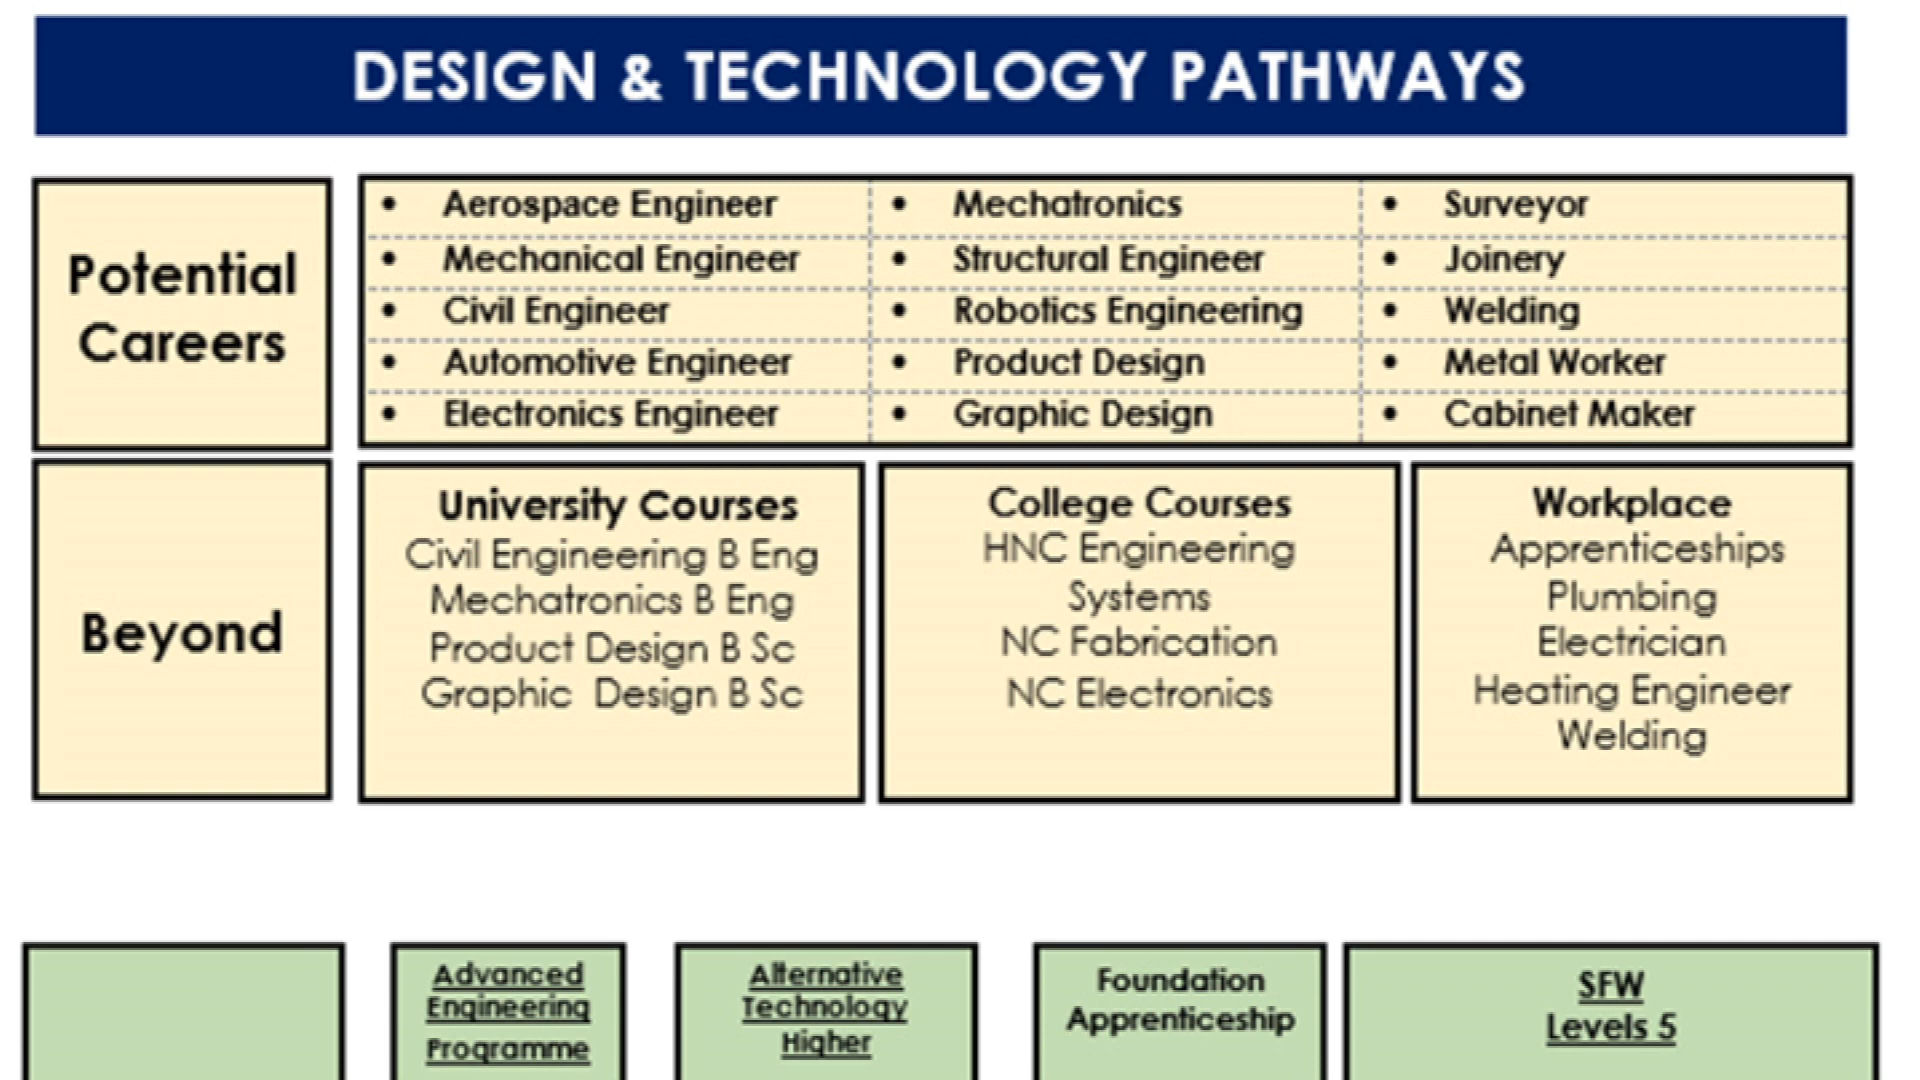 DESIGN & TECHNOLOGY PATHWAYS
Potential
Careers
• Aerospace Engineer
• Mechatronics
• Surveyor
• Mechanical Engineer
• Structural Engineer
• Joinery
• Civil Engineer
• Robotics Engineering
• Welding
• Automotive Engineer
• Product Design
• Metal Worker
• Electronics Engineer
• Graphic Design
• Cabinet Maker
Beyond
University Courses
Civil Engineering B Eng
Mechatronics B Eng
Product Design B Sc
Graphic Design B Sc
College Courses
HNC Engineering
Systems
NC Fabrication
NC Electronics
Workplace
Apprenticeships
Plumbing
Electrician
Heating Engineer
Welding
Advanced
Engineering
Programme
Alternative
Technology
Higher
Foundation
Apprenticeship
SFW
Levels 5